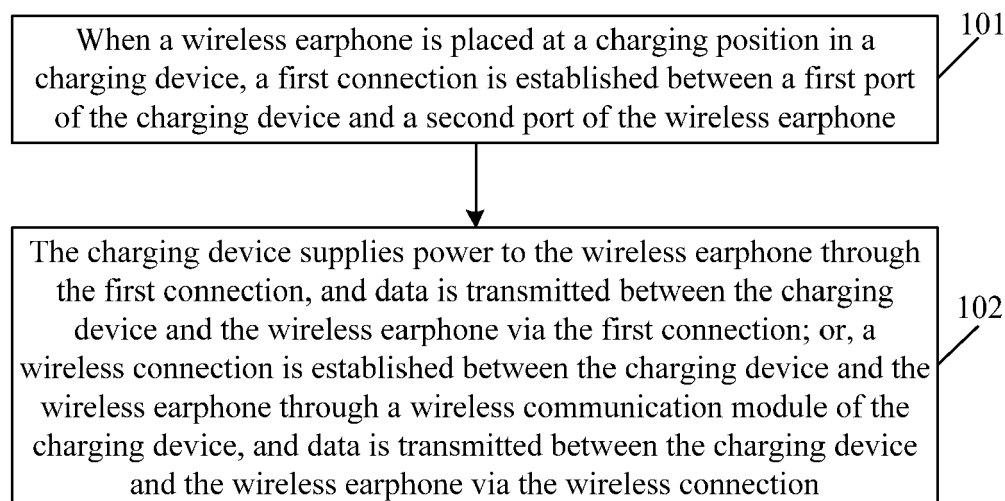 When a wireless earphone is placed at a charging position in a
charging device, a first connection is established between a first port
of the charging device and a second port of the wireless earphone
101
The charging device supplies power to the wireless earphone through
the first connection, and data is transmitted between the charging
device and the wireless earphone via the first connection; or, a
wireless connection is established between the charging device and the
wireless earphone through a wireless communication module of the
charging device, and data is transmitted between the charging device
and the wireless earphone via the wireless connection
102